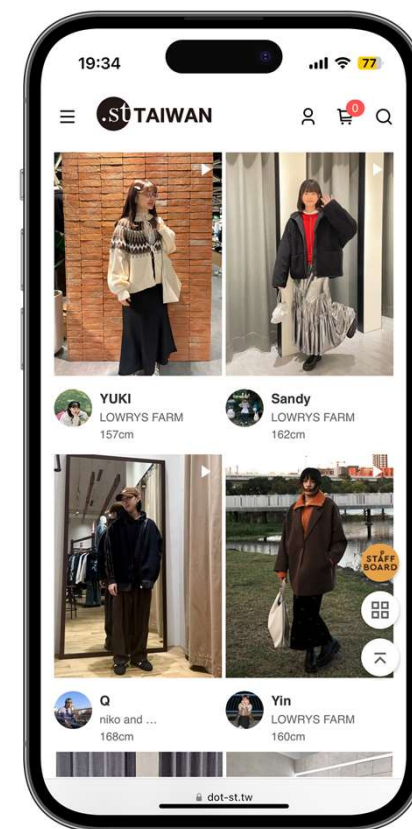 19:34
77
.st TAIWAN
0
YUKI
LOWRYS FARM
157cm
Sandy
LOWRYS FARM
162cm
STAFF
BOARD
Q
niko and ...
168cm
Yin
LOWRYS FARM
160cm
dot-st.tw